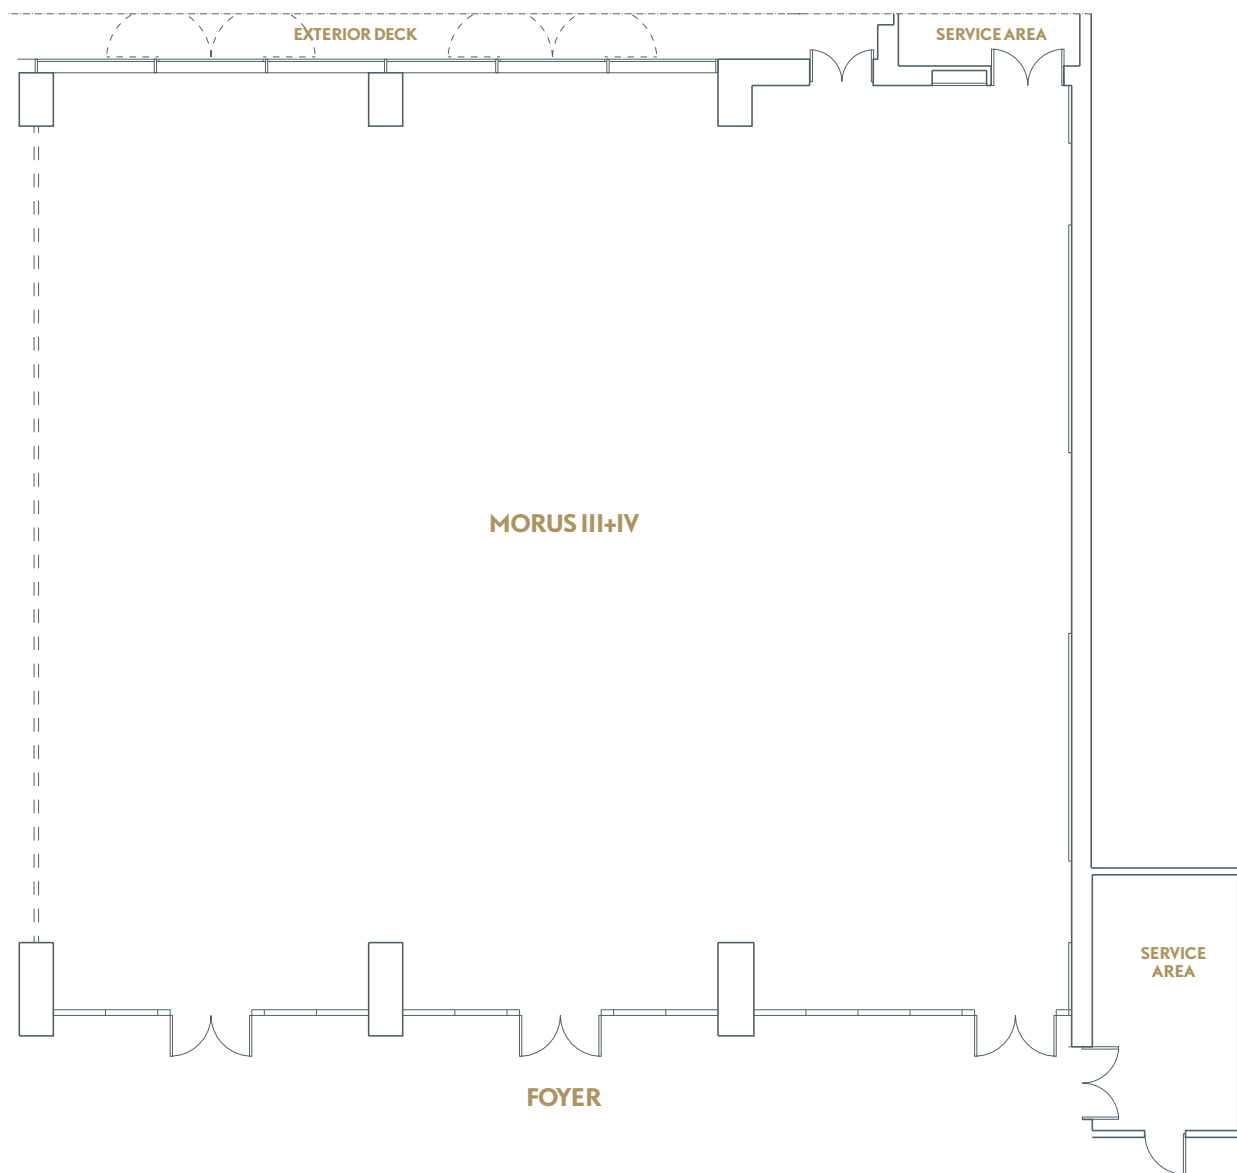 EXTERIOR DECK
SERVICE AREA
MORUS III+IV
SERVICE
AREA
FOYER